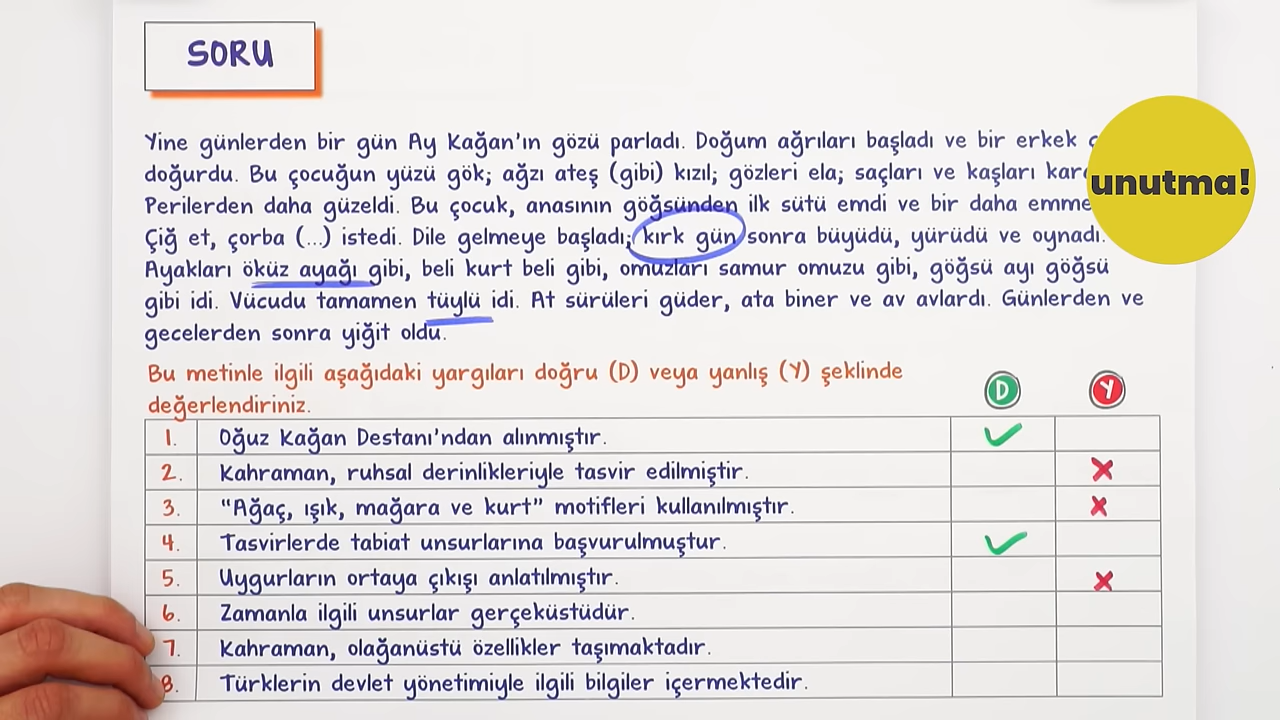 SORU
Yine günlerden bir gün Ay Kağan'ın gözü parladı. Doğum ağrıları başladı ve bir erkek
doğurdu. Bu çocuğun yüzü gök; ağzı ateş (gibi) kızıl; gözleri ela; saçları ve kaşları
unutma!
Perilerden daha güzeldi. Bu çocuk, anasının göğsünden ilk sütü emdi ve bir daha
Çiğ et, çorba (...) istedi. Dile gelmeye başladı; kırk gün sonra büyüdü, yürüdü ve oynadı.
Ayakları öküz ayağı gibi, beli kurt beli gibi, omuzları samur omuzu gibi, göğsü ayı göğsü
gibi idi. Vücudu tamamen tüylü idi. At sürüleri güder, ata biner ve av avlardı. Günlerden ve
gecelerden sonra yiğit oldu.
Bu metinle ilgili aşağıdaki yargıları doğru (D) veya yanlış (Y) şeklinde
değerlendiriniz.
D Y
1. Oğuz Kağan Destanı'ndan alınmıştır.
2. Kahraman, ruhsal derinlikleriyle tasvir edilmiştir.
3. "Ağaç, ışık, mağara ve kurt" motifleri kullanılmıştır.
4. Tasvirlerde tabiat unsurlarına başvurulmuştur.
5. Uygurların ortaya çıkışı anlatılmıştır.
6. Zamanla ilgili unsurlar gerçeküstüdür.
7. Kahraman, olağanüstü özellikler taşımaktadır.
8. Türklerin devlet yönetimiyle ilgili bilgiler içermektedir.